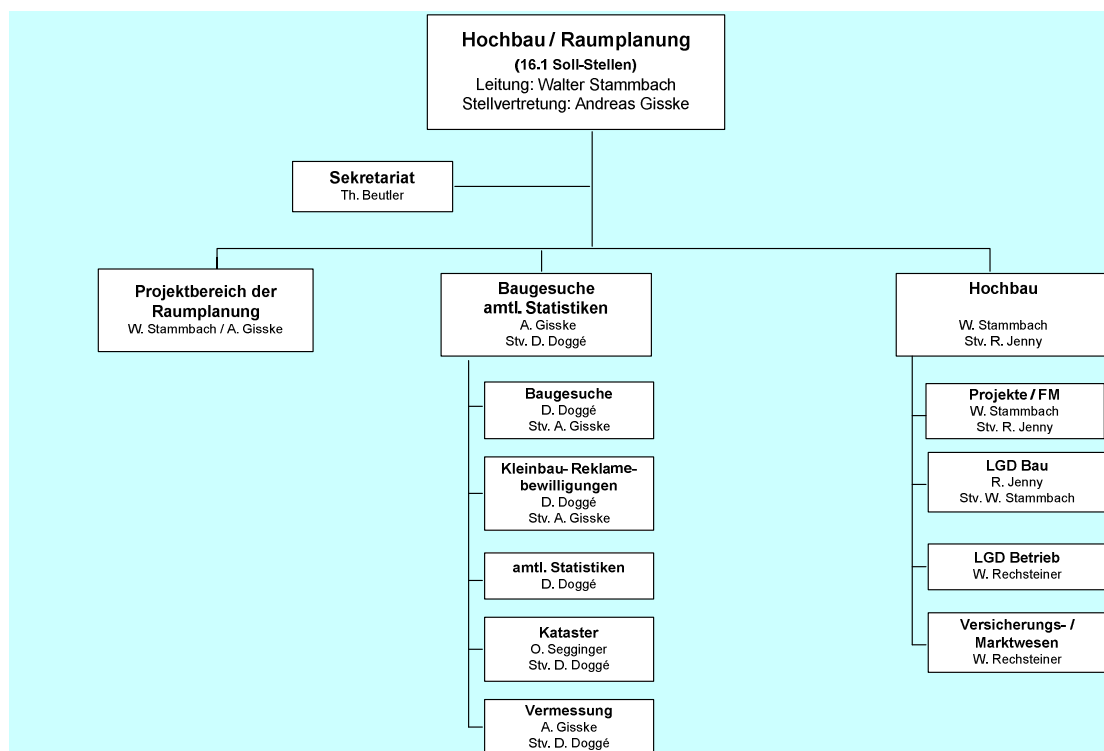 Hochbau / Raumplanung
(16.1 Soll-Stellen)
Leitung: Walter Stammbach
Stellvertretung: Andreas Gisske
Sekretariat
Th. Beutler
Projektbereich der
Raumplanung
W. Stammbach / A. Gisske
Baugesuche
amtl. Statistiken
A. Gisske
Stv. D. Doggé
Baugesuche
D. Doggé
Stv. A. Gisske
Kleinbau- Reklame-
bewilligungen
D. Doggé
Stv. A. Gisske
amtl. Statistiken
D. Doggé
Kataster
O. Segginger
Stv. D. Doggé
Vermessung
A. Gisske
Stv. D. Doggé
Hochbau
W. Stammbach
Stv. R. Jenny
Projekte / FM
W. Stammbach
Stv. R. Jenny
LGD Bau
R. Jenny
Stv. W. Stammbach
LGD Betrieb
W. Rechsteiner
Versicherungs- /
Marktwesen
W. Rechsteiner